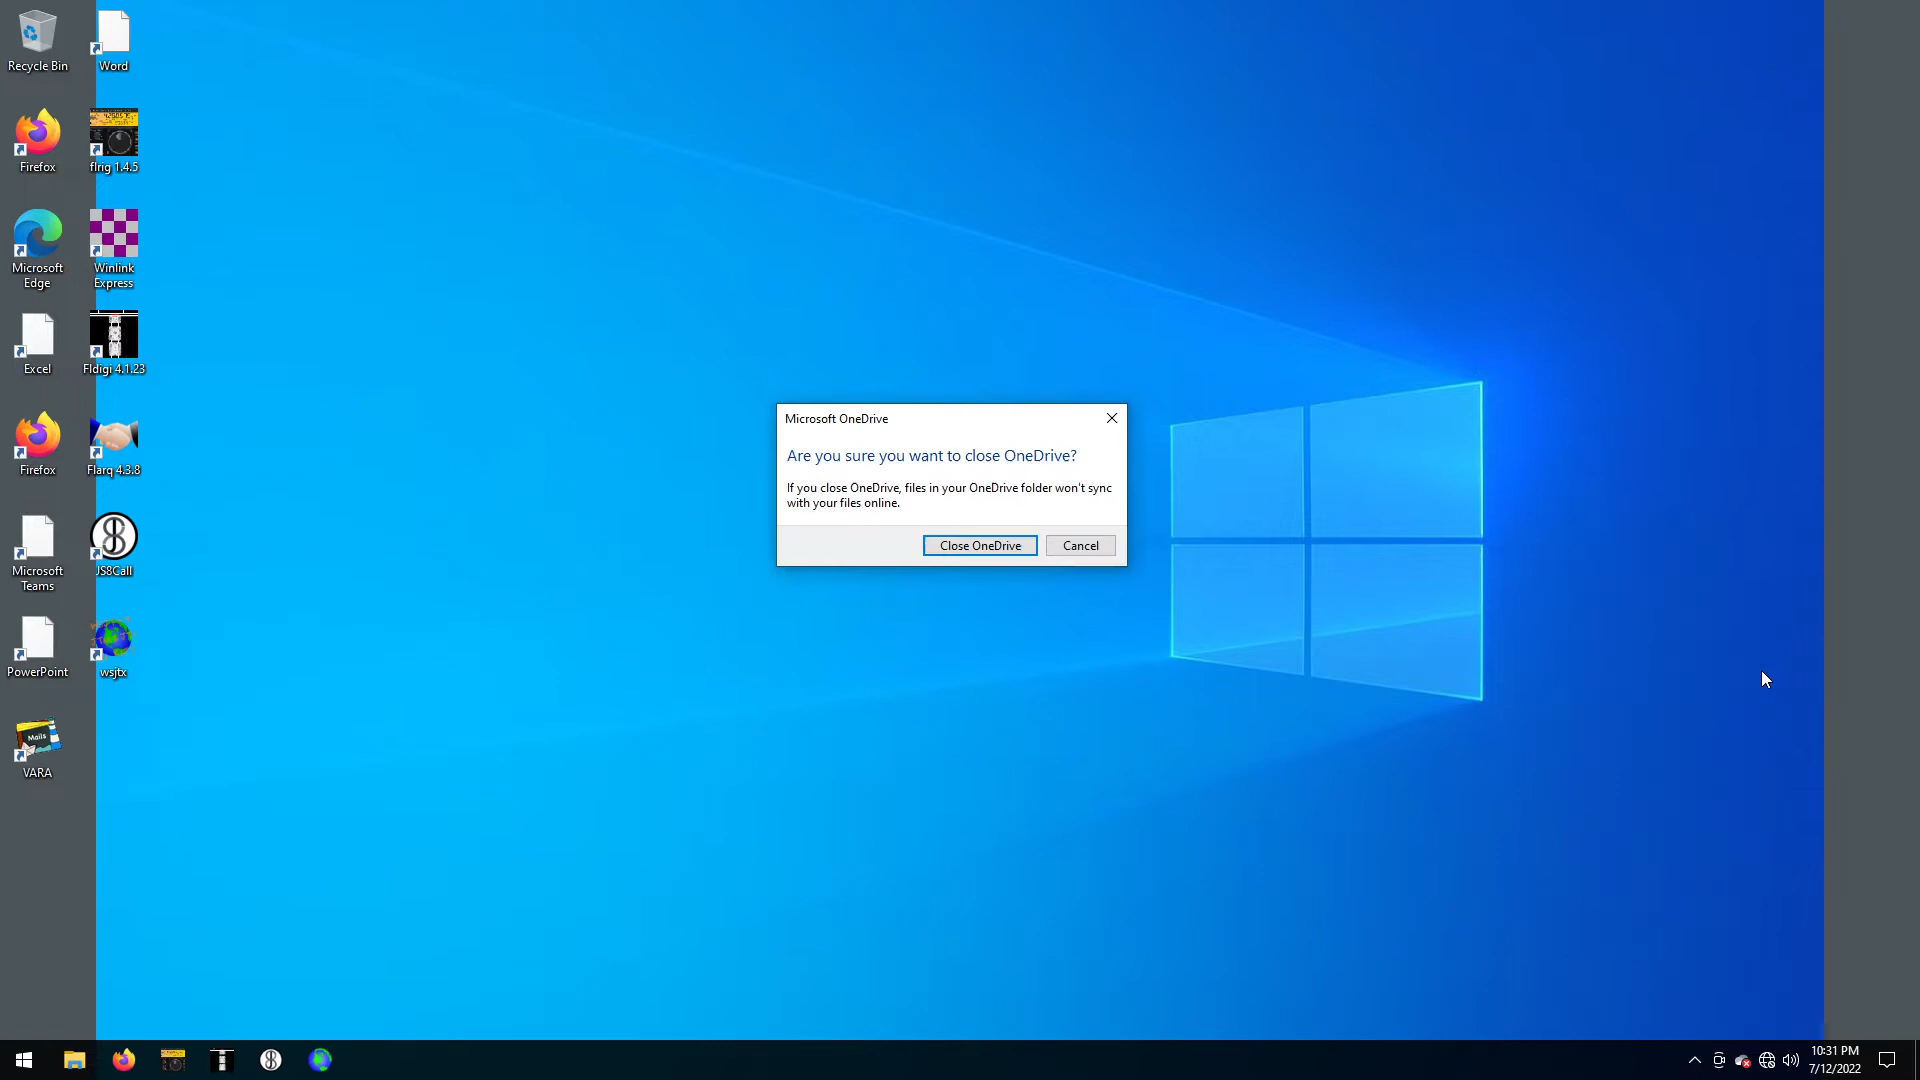 Recycle Bin
Word
Firefox
flrig 1.4.5
Microsoft
Edge
Winlink
Express
Excel
Fldigi 4.1.23
Firefox
Flarq 4.3.8
Microsoft
Teams
JS8Call
PowerPoint
wsjtx
Mails
VARA
Microsoft OneDrive
Are you sure you want to close OneDrive?
If you close OneDrive, files in your OneDrive folder won't sync
with your files online.
Close OneDrive
Cancel
10:31 PM
7/12/2022